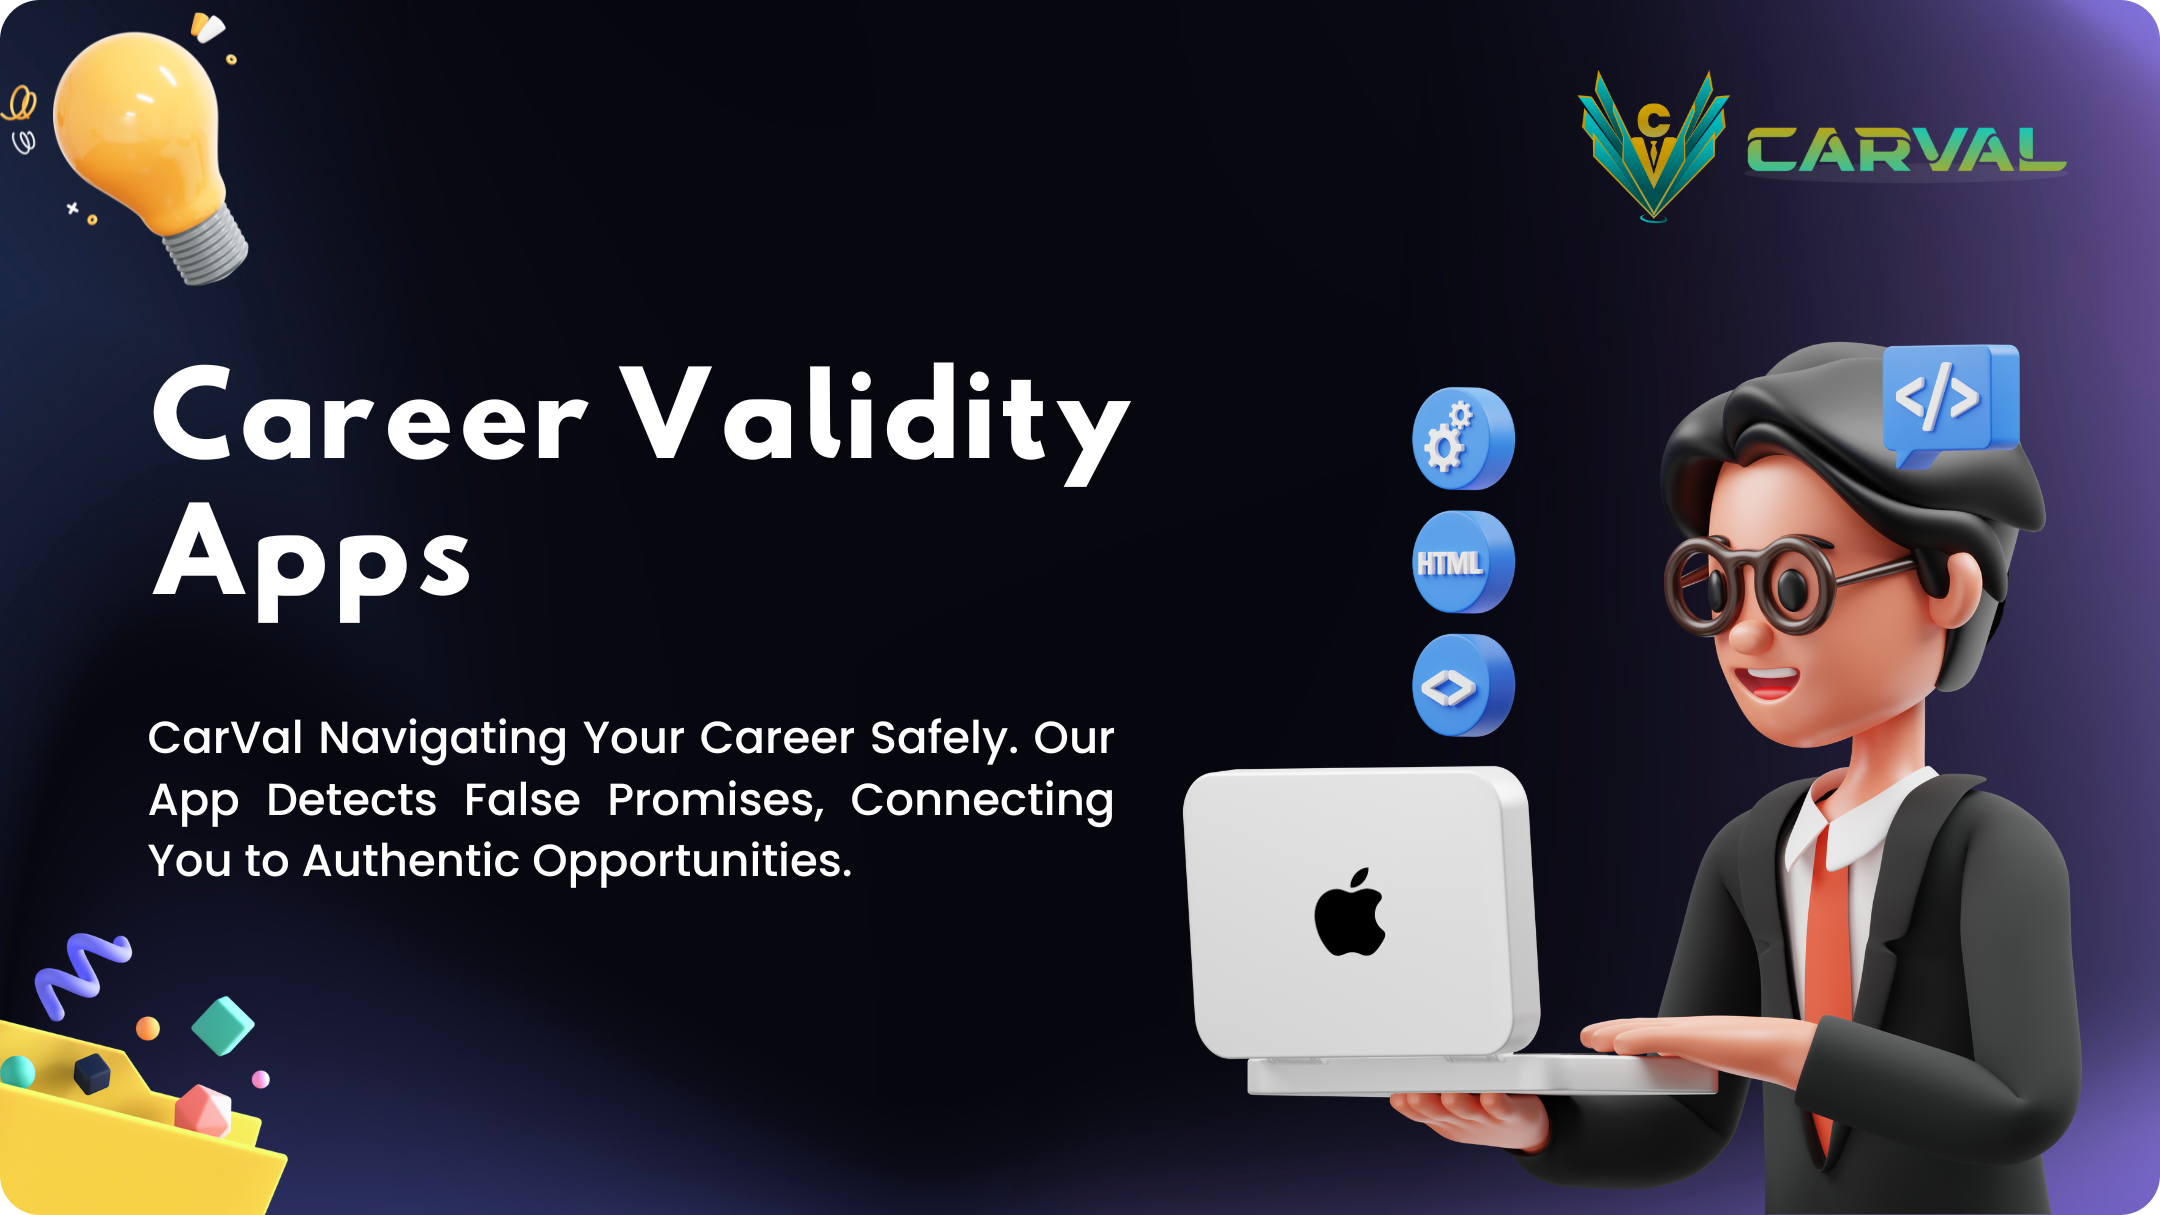 C
V
CARVAL
Career Validity
Apps
</>
HTML
<>
CarVal Navigating Your Career Safely. Our
App Detects False Promises, Connecting
You to Authentic Opportunities.